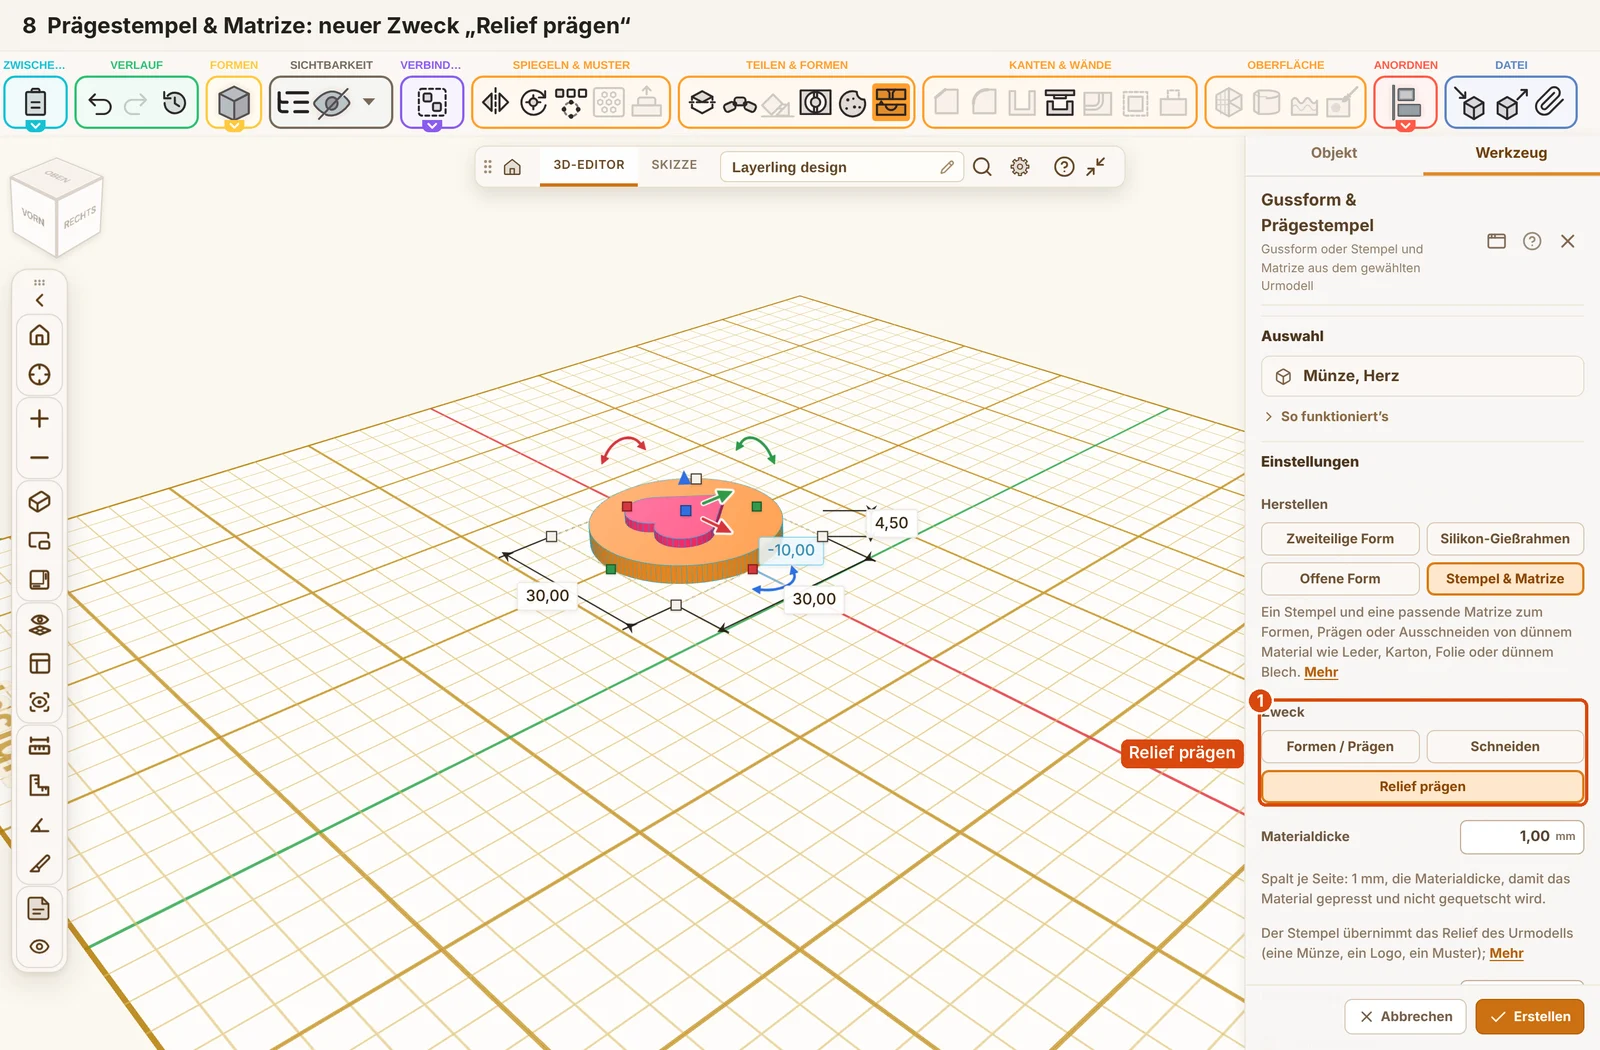 8 Prägestempel & Matrize: neuer Zweck „Relief prägen“
ZWISCHE...
VERLAUF
FORMEN
SICHTBARKEIT
VERBIND...
SPIEGELN & MUSTER
TEILEN & FORMEN
KANTEN & WÄNDE
OBERFLÄCHE
ANORDNEN
DATEI
OBEN
VORN
RECHTS
3D-EDITOR
SKIZZE
Layerling design
Objekt
Werkzeug
Gussform &
Prägestempel
Gussform oder Stempel und
Matrize aus dem gewählten
Urmodell
Auswahl
Münze, Herz
So funktioniert’s
Einstellungen
Herstellen
Zweiteilige Form
Silikon-Gießrahmen
Offene Form
Stempel & Matrize
Ein Stempel und eine passende Matrize zum
Formen, Prägen oder Ausschneiden von dünnem
Material wie Leder, Karton, Folie oder dünnem
Blech. Mehr
1
Zweck
Formen / Prägen
Schneiden
Relief prägen
Relief prägen
Materialdicke
1,00 mm
Spalt je Seite: 1 mm, die Materialdicke, damit das
Material gepresst und nicht gequetscht wird.
Der Stempel übernimmt das Relief des Urmodells
(eine Münze, ein Logo, ein Muster); Mehr
Abbrechen
Erstellen
4,50
-10,00
30,00
30,00